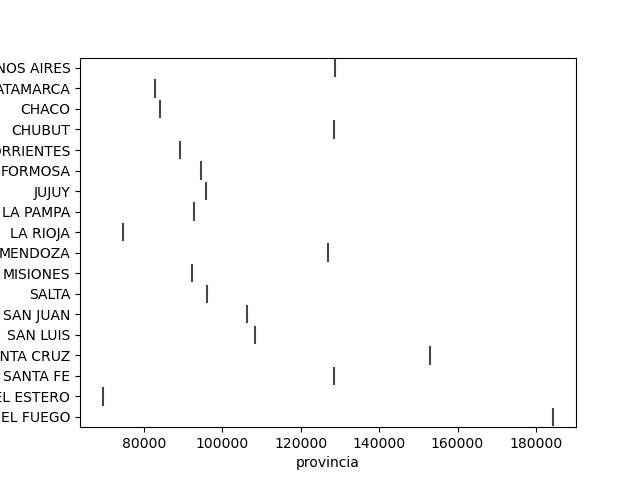 NOS AIRES
ATAMARCA
CHACO
CHUBUT
ORRIENTES
FORMOSA
JUJUY
LA PAMPA
LA RIOJA
MENDOZA
MISIONES
SALTA
SAN JUAN
SAN LUIS
NTA CRUZ
SANTA FE
EL ESTERO
EL FUEGO
80000 100000 120000 140000 160000 180000
provincia